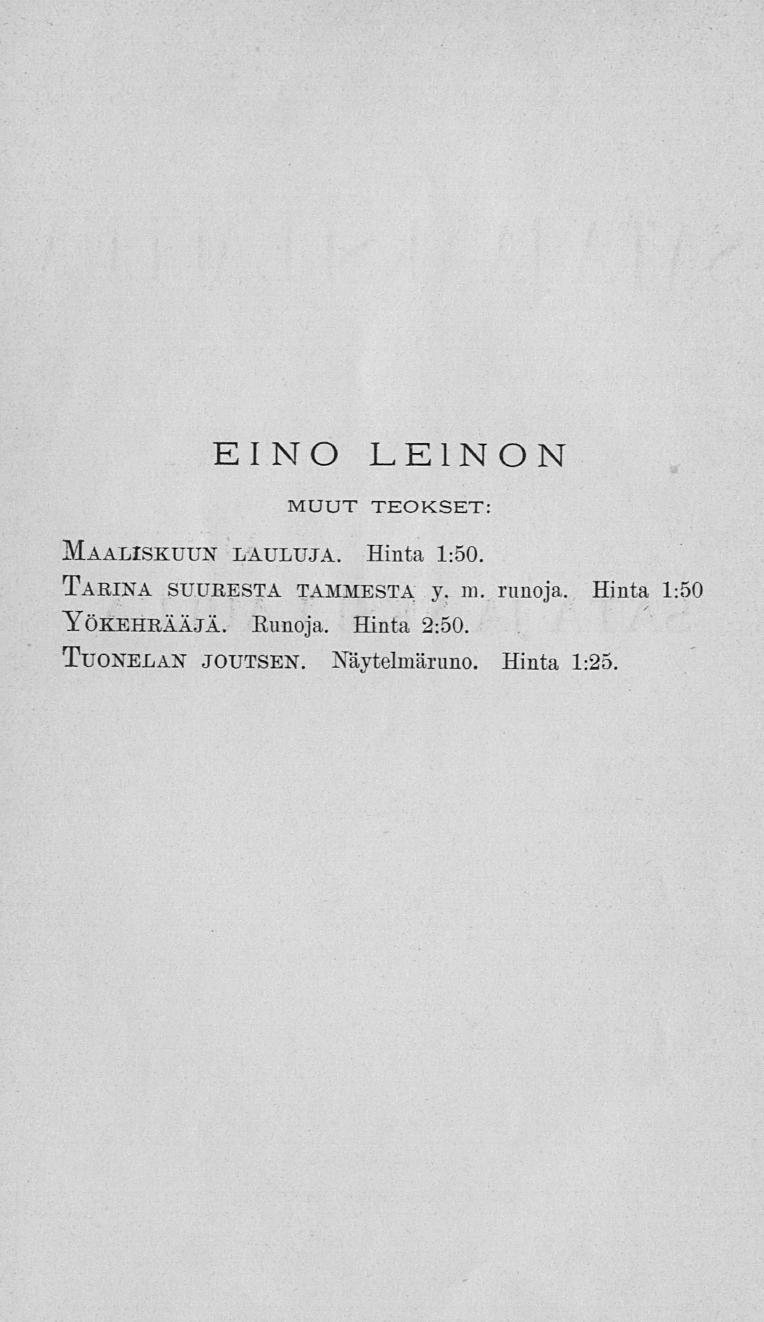 EINO LEINON
MUUT TEOKSET:
MAALISKUUN LAULUJA. Hinta 1:50.
TARINA SUURESTA TAMMESTA y. m. runoja. Hinta 1:50
YÖKEHRÄÄJÄ. Runoja. Hinta 2:50.
TUONELAN JOUTSEN. Näytelmäruno. Hinta 1:25.